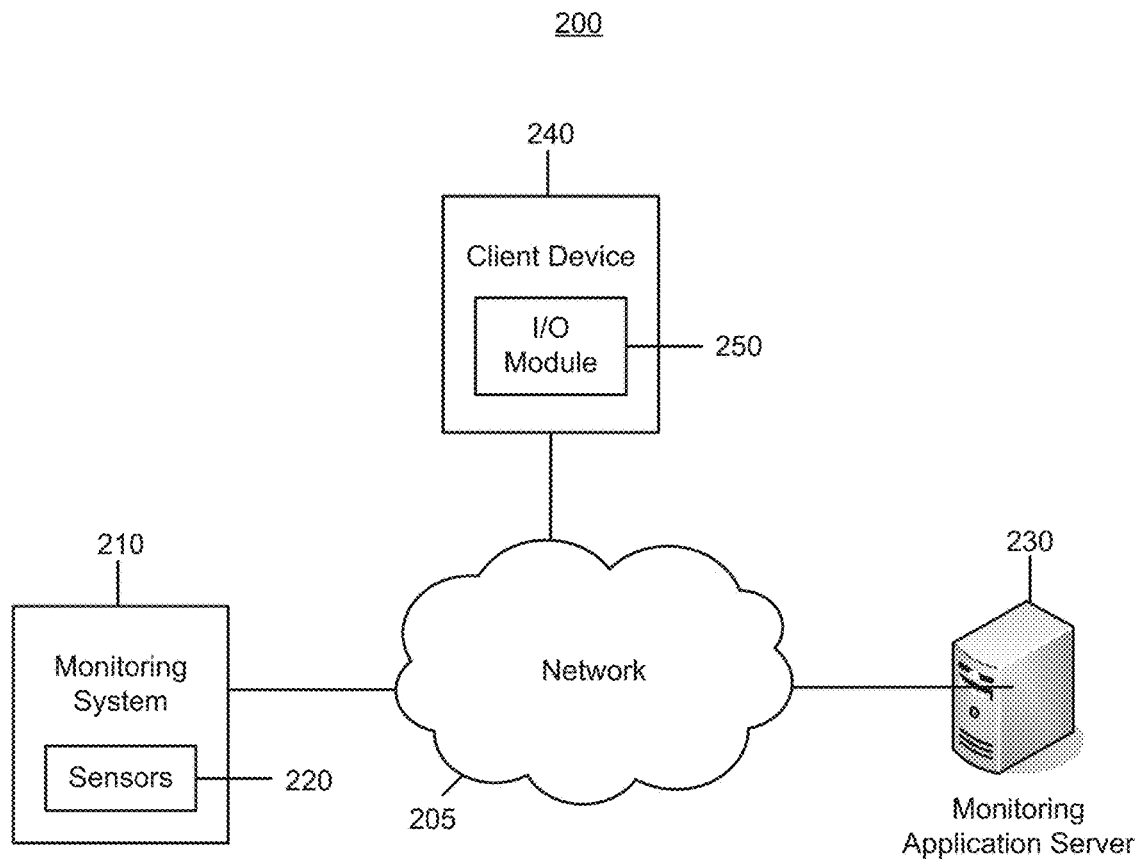 200
240
Client Device
I/O
Module
250
210
230
Monitoring
System
Network
Sensors
220
205
Monitoring
Application Server